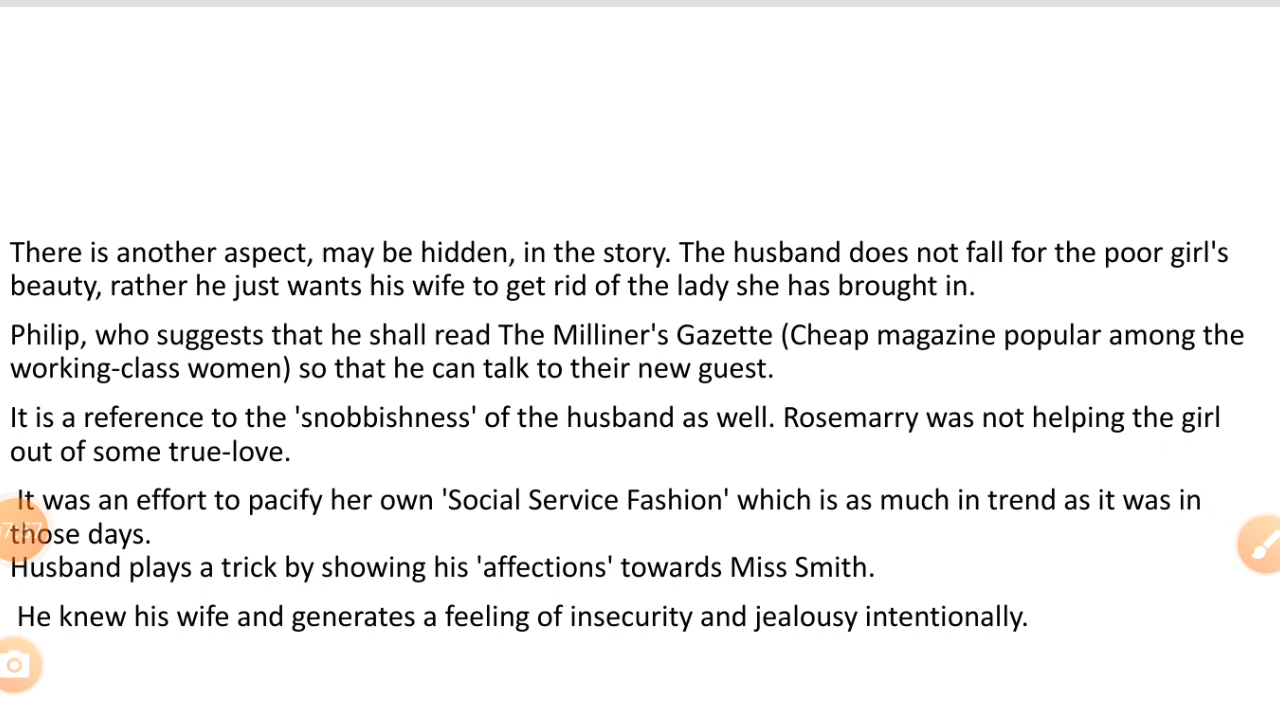 There is another aspect, may be hidden, in the story. The husband does not fall for the poor girl's
beauty, rather he just wants his wife to get rid of the lady she has brought in.
Philip, who suggests that he shall read The Milliner's Gazette (Cheap magazine popular among the
working-class women) so that he can talk to their new guest.
It is a reference to the 'snobbishness' of the husband as well. Rosemarry was not helping the girl
out of some true-love.
It was an effort to pacify her own 'Social Service Fashion' which is as much in trend as it was in
those days.
Husband plays a trick by showing his 'affections' towards Miss Smith.
He knew his wife and generates a feeling of insecurity and jealousy intentionally.